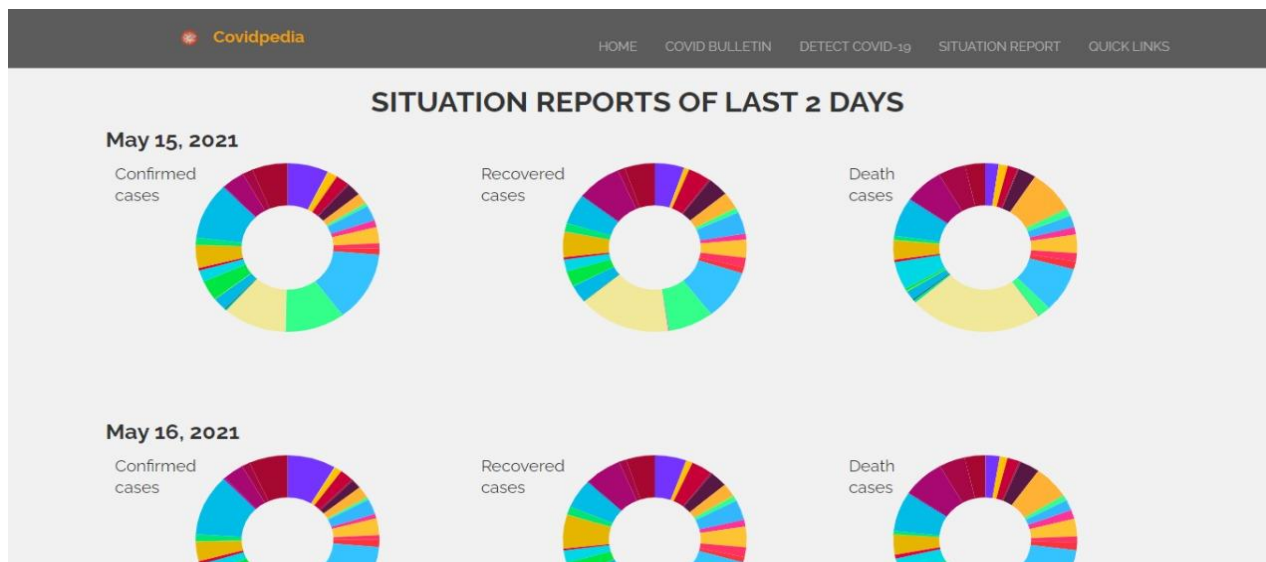 Covidpedia
HOME COVID BULLETIN DETECT COVID-19 SITUATION REPORT QUICK LINKS
SITUATION REPORTS OF LAST 2 DAYS
May 15, 2021
Confirmed
cases
Recovered
cases
Death
cases
May 16, 2021
Confirmed
cases
Recovered
cases
Death
cases